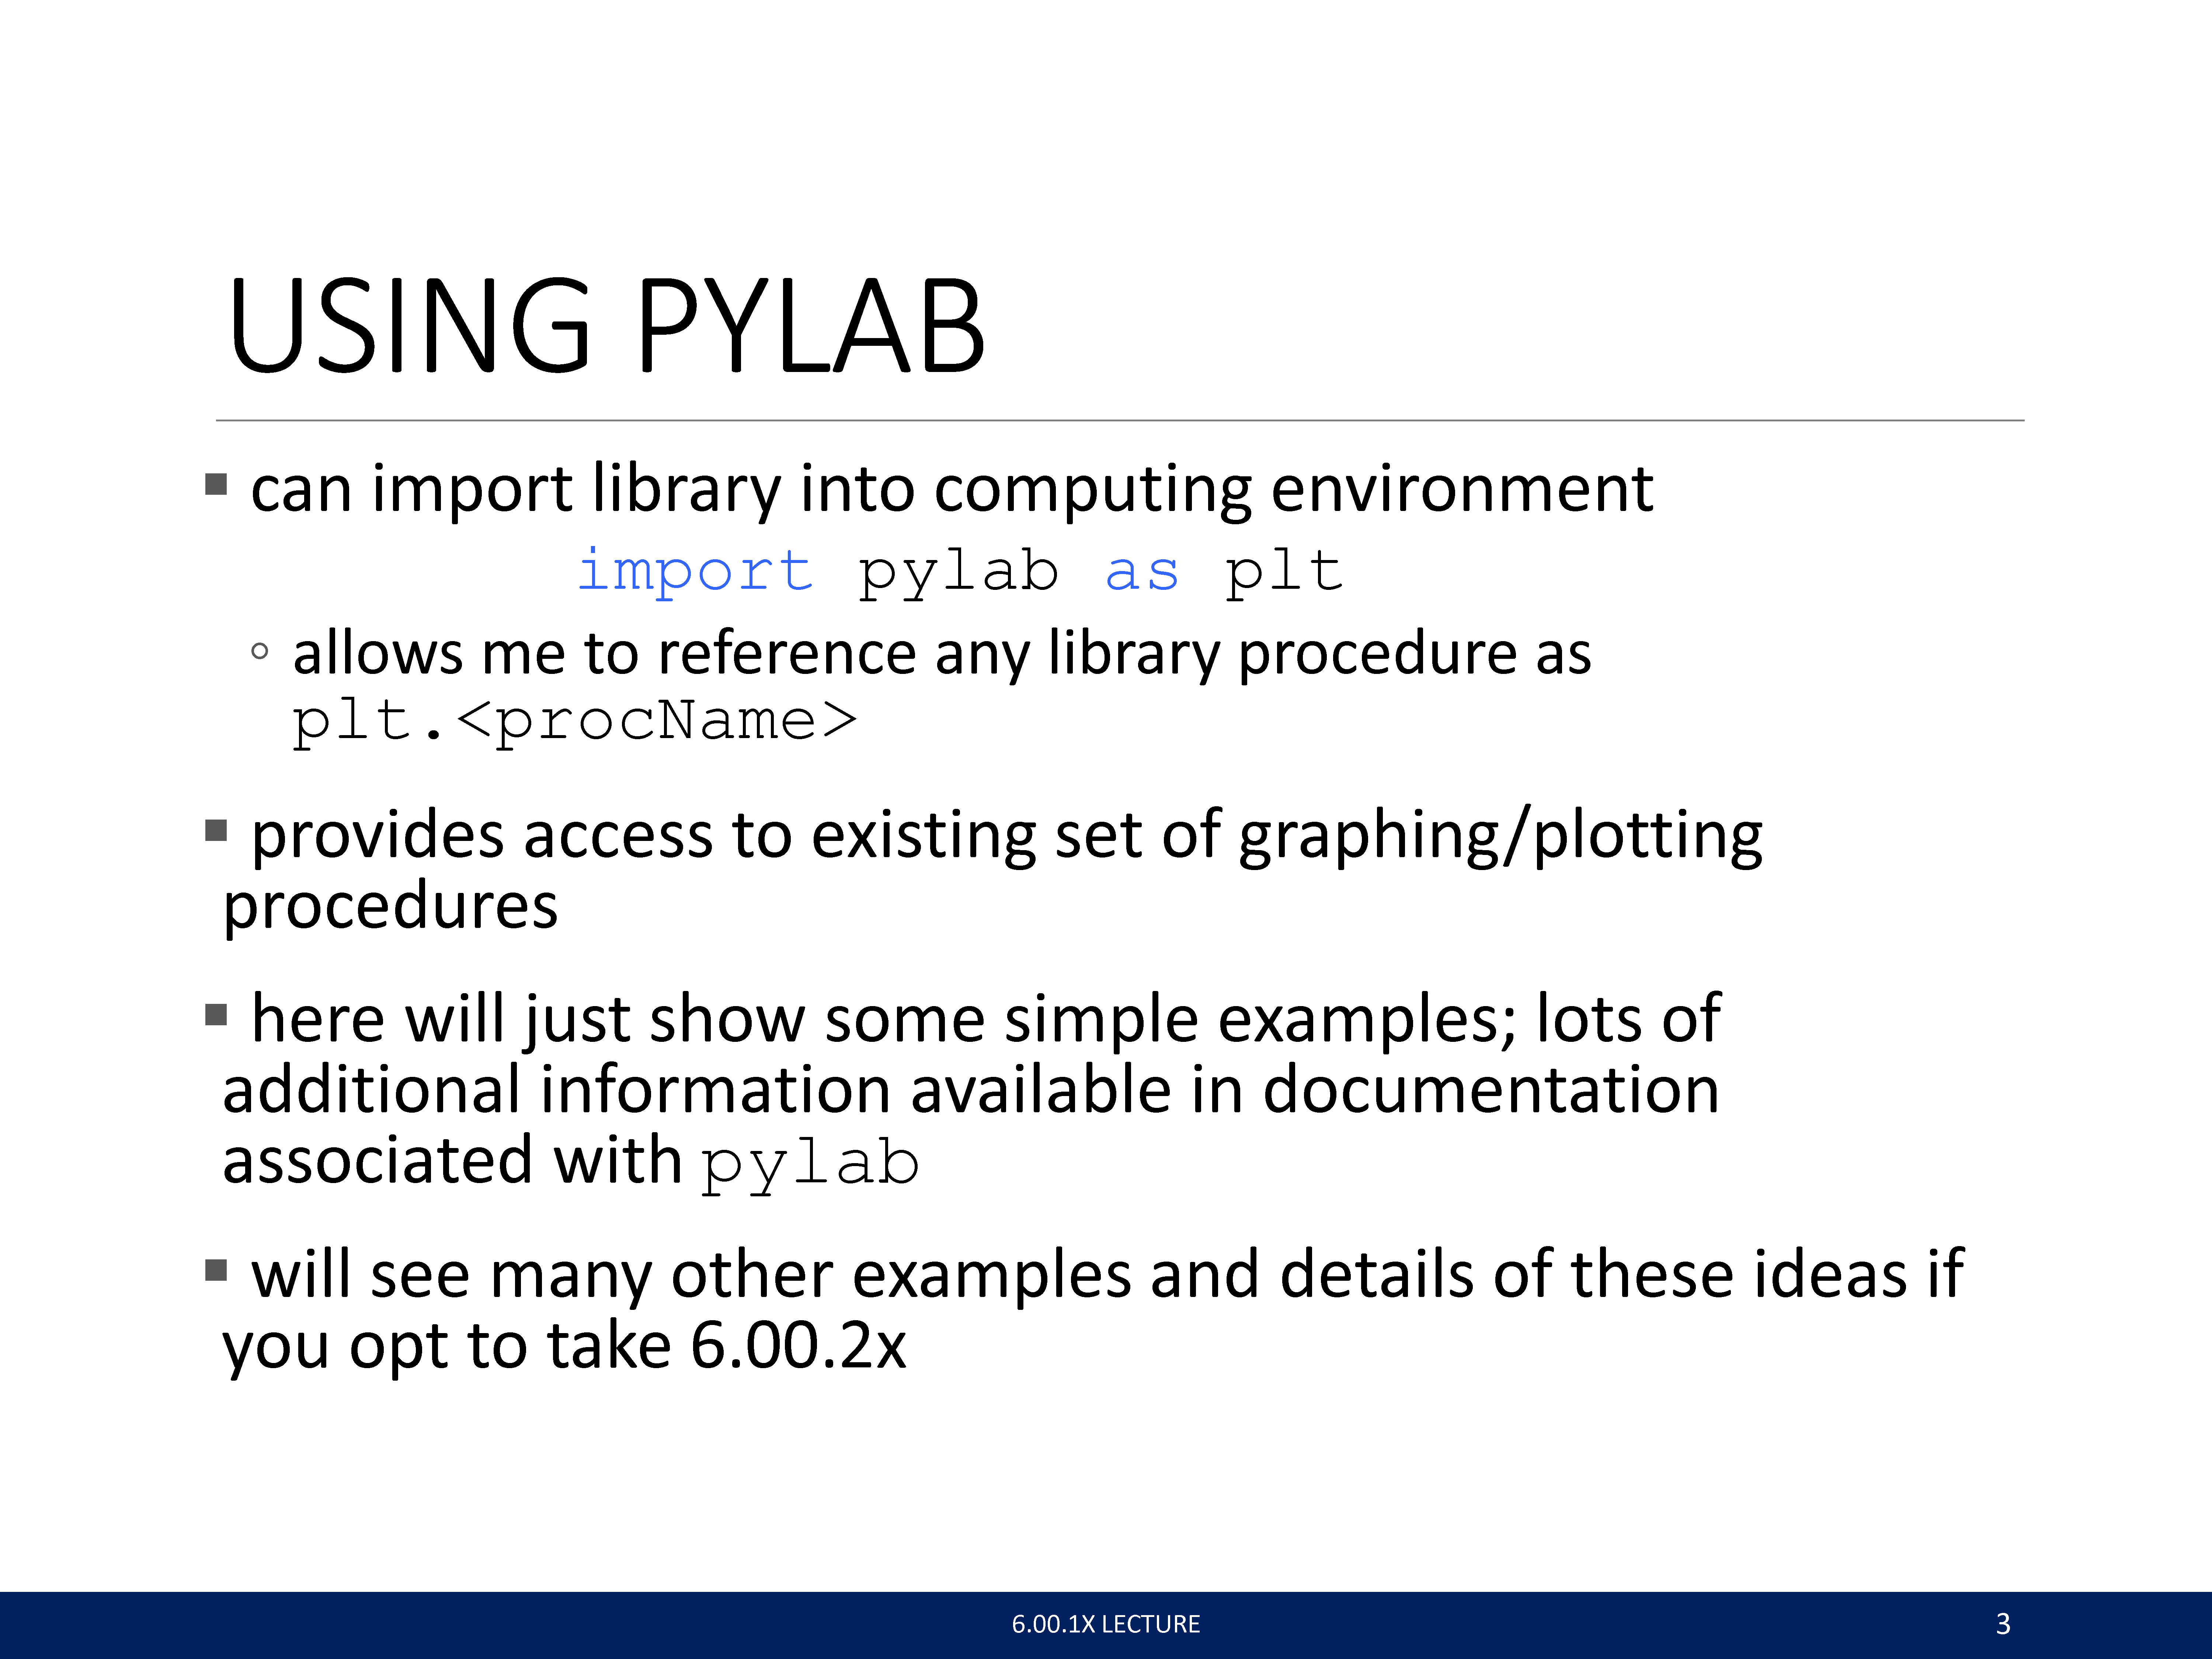 USING PYLAB
▪ can import library into computing environment
import pylab as plt
◦ allows me to reference any library procedure as
plt.<procName>
▪ provides access to existing set of graphing/plotting
procedures
▪ here will just show some simple examples; lots of
additional information available in documentation
associated with pylab
▪ will see many other examples and details of these ideas if
you opt to take 6.00.2x
6.00.1X LECTURE
3